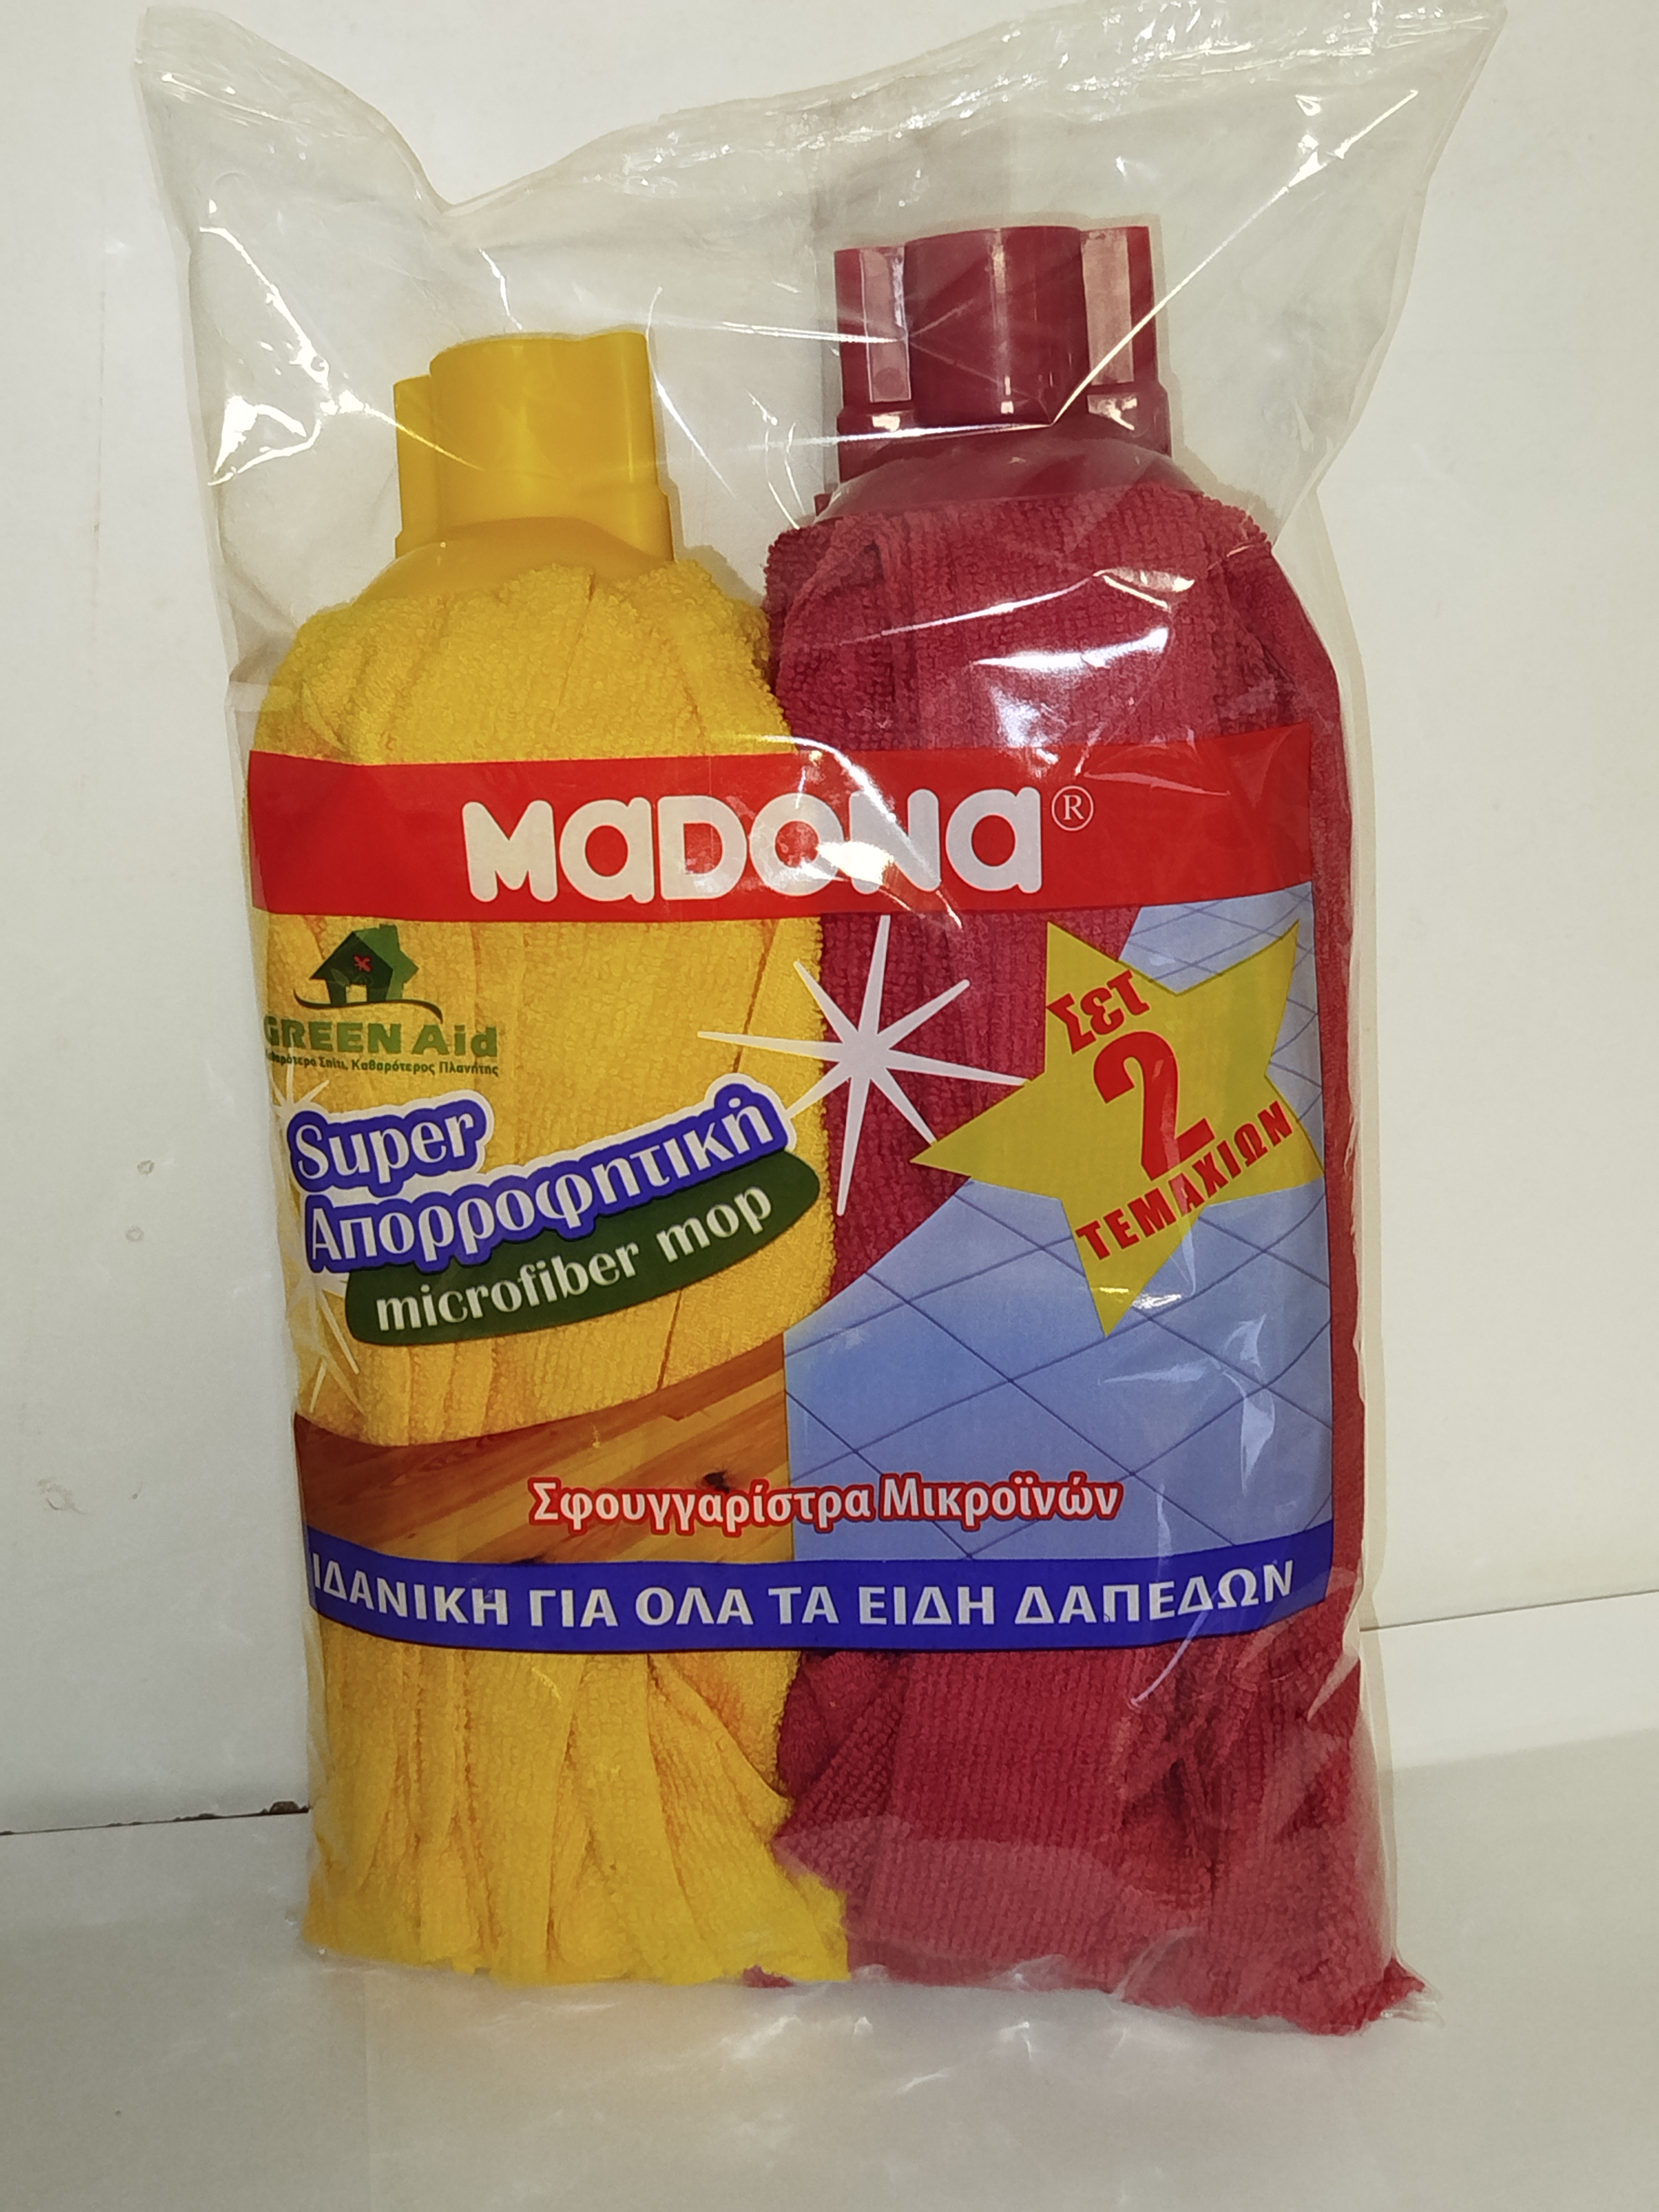 MADONA®
GREEN Aid
Καθαρότερο Σπίτι, Καθαρότερος Πλανήτης
Σετ
2
ΤΕΜΑΧΙΩΝ
Super
Απορροφητική
microfiber mop
Σφουγγαρίστρα Μικροϊνών
ΙΔΑΝΙΚΗ ΓΙΑ ΟΛΑ ΤΑ ΕΙΔΗ ΔΑΠΕΔΩΝ